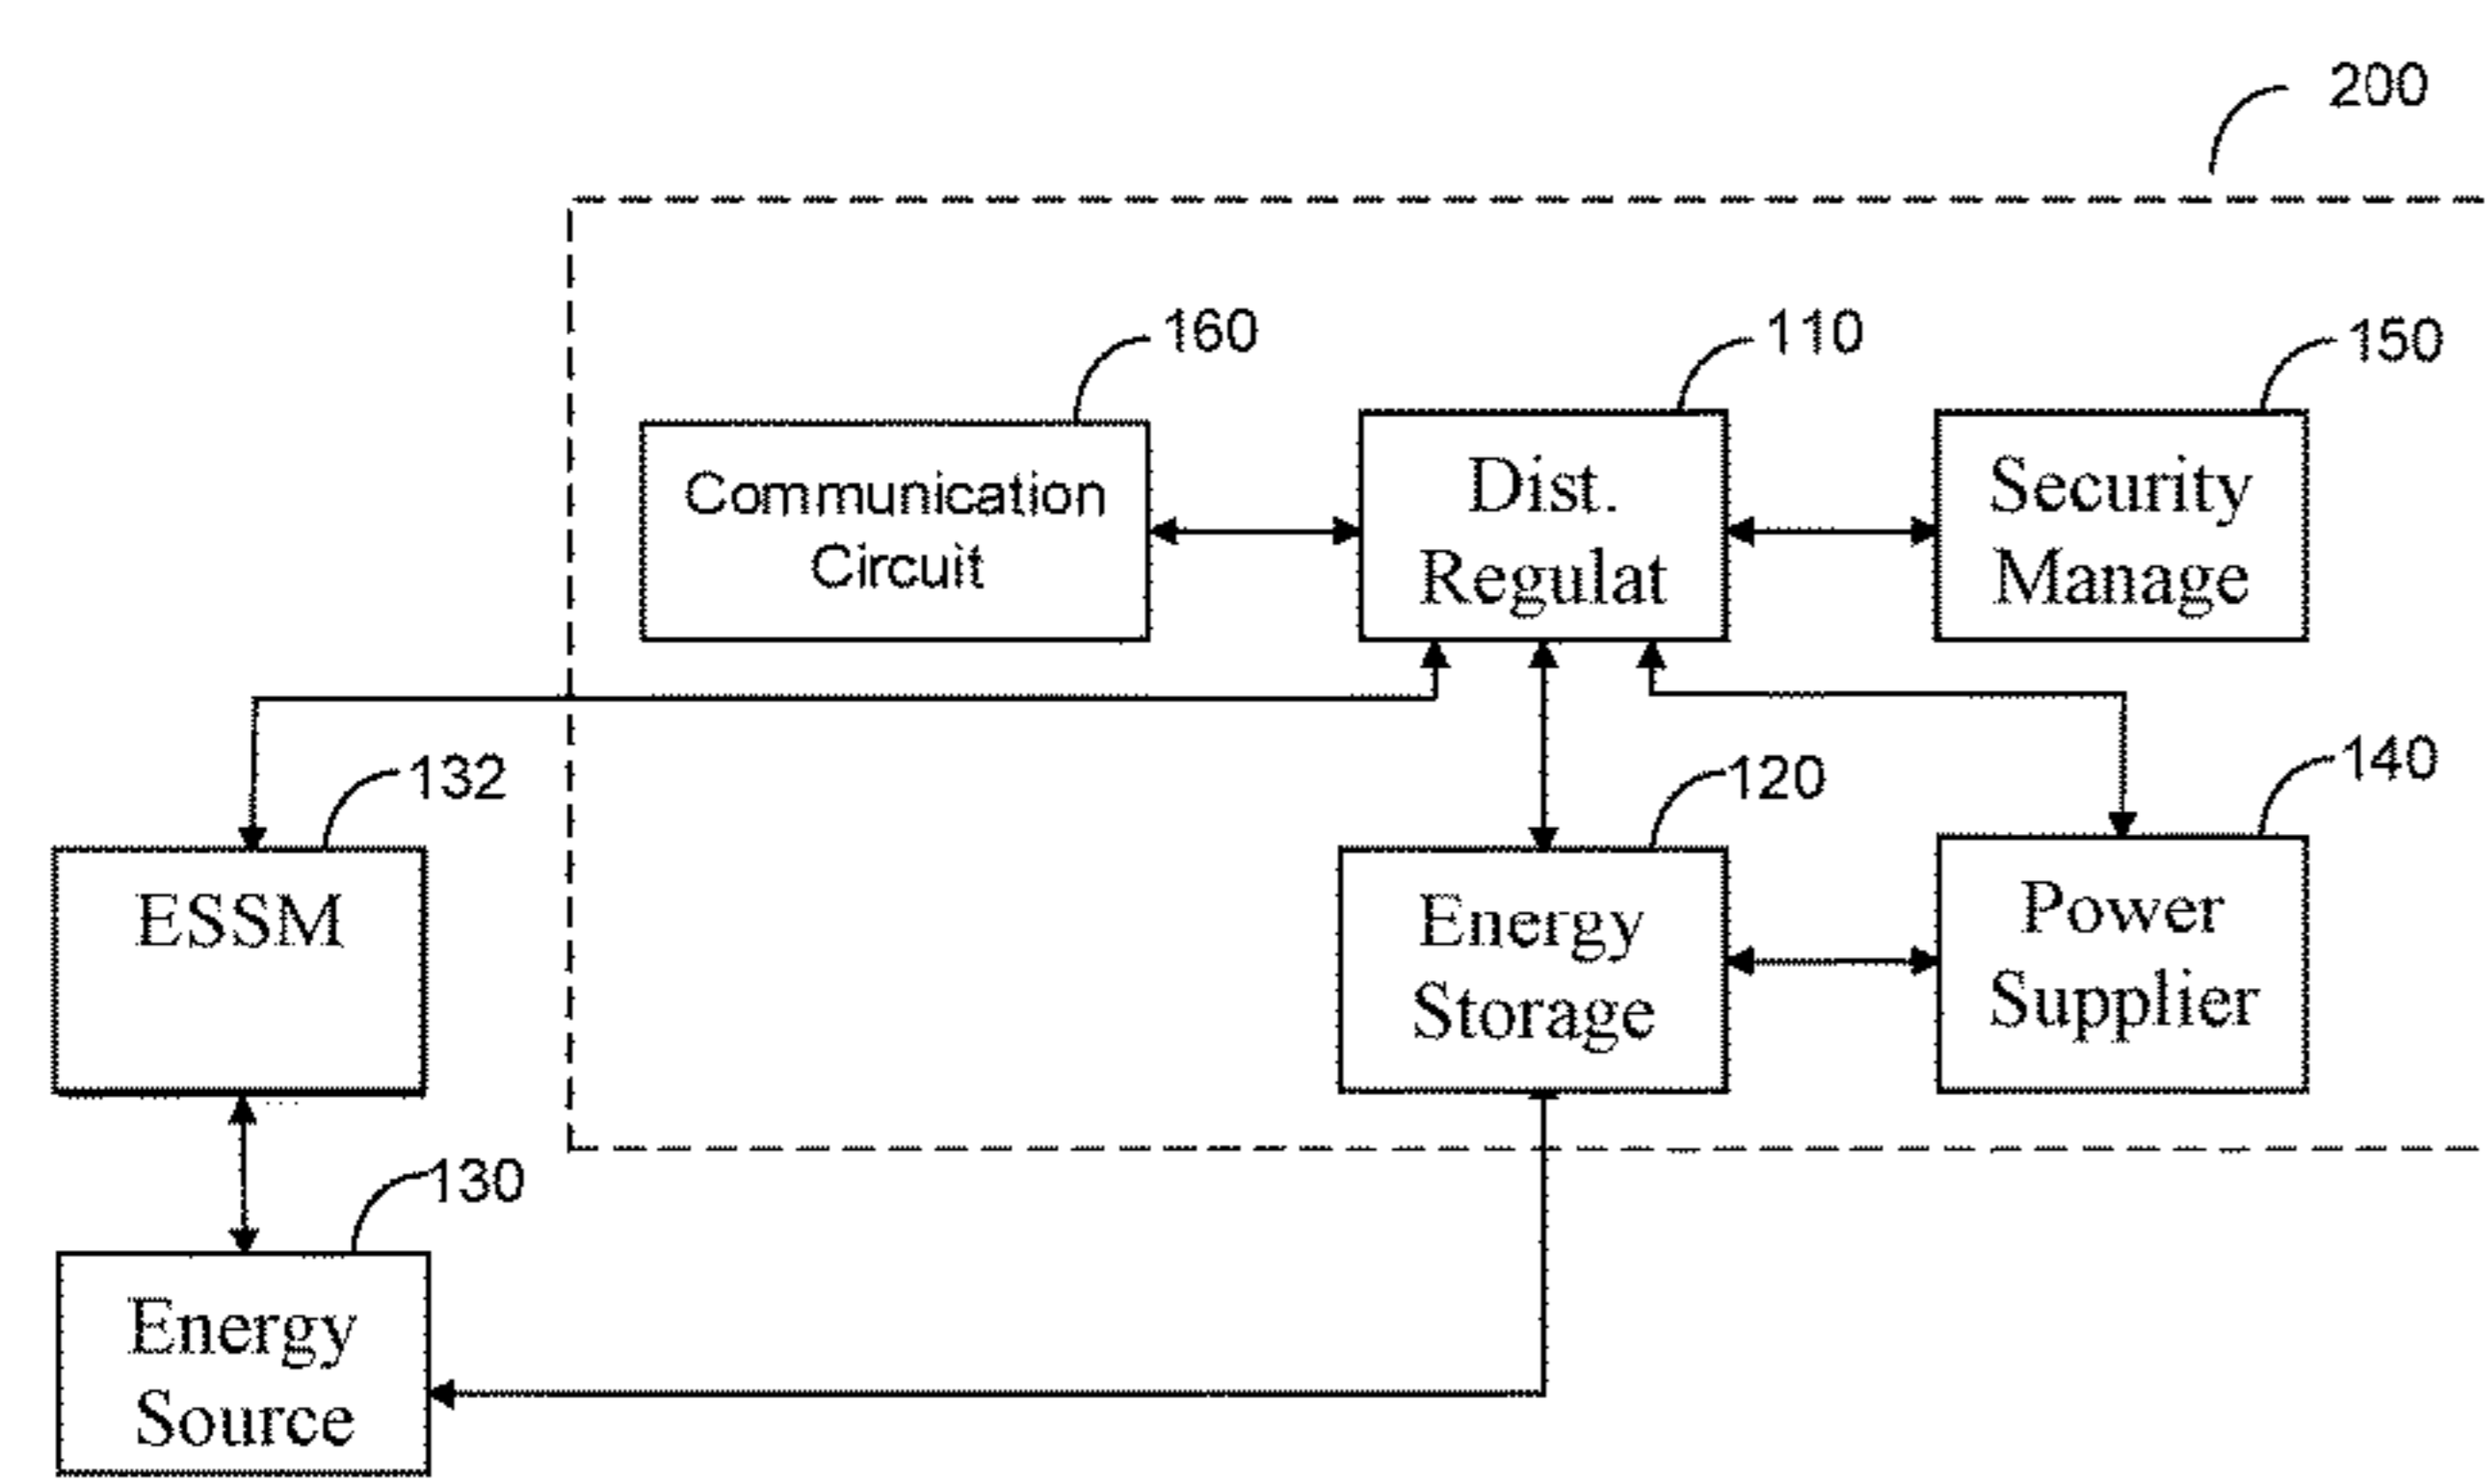 200
160
110
150
Communication
Circuit
Dist.
Regulat
Security
Manage
132
120
140
ESSM
Energy
Storage
Power
Supplier
130
Energy
Source